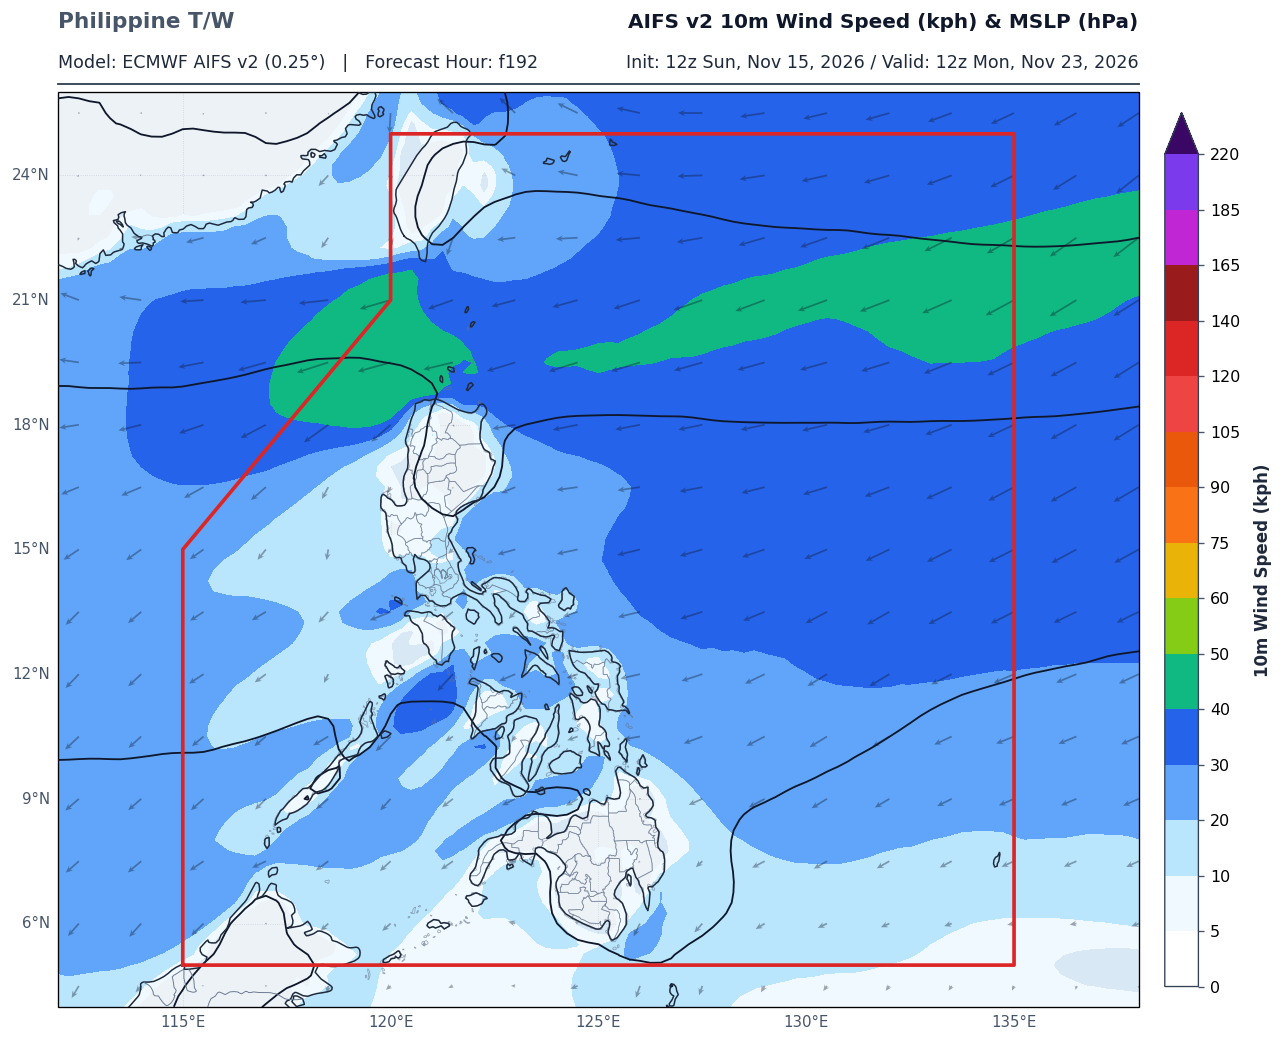 Philippine T/W
AIFS v2 10m Wind Speed (kph) & MSLP (hPa)
Model: ECMWF AIFS v2 (0.25°) | Forecast Hour: f192
Init: 12z Sun, Nov 15, 2026 / Valid: 12z Mon, Nov 23, 2026
24°N
21°N
18°N
15°N
12°N
9°N
6°N
115°E
120°E
125°E
130°E
135°E
220
185
165
140
120
105
90
75
60
50
40
30
20
10
5
0
10m Wind Speed (kph)